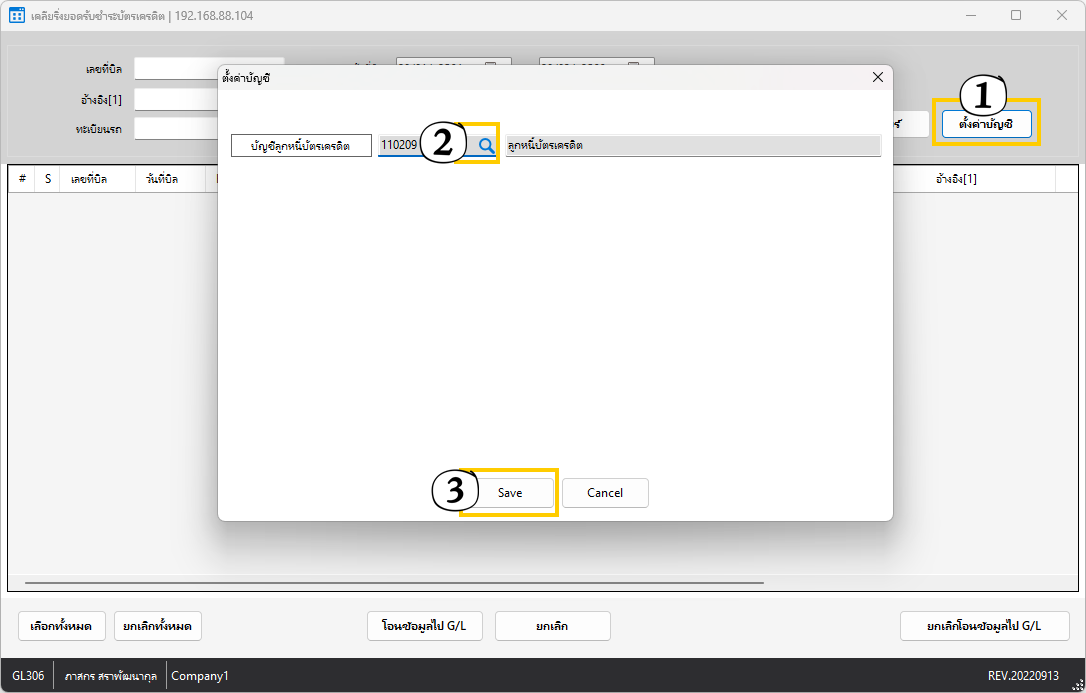 เคลียริ่งยอดรับชำระบัตรเครดิต | 192.168.88.104
เลขที่บิล
อ้างอิง[1]
ทะเบียนรถ
1
ตั้งค่าบัญชี
ตั้งค่าบัญชี
บัญชีลูกหนี้บัตรเครดิต 110209 2 ลูกหนี้บัตรเครดิต
# S เลขที่บิล วันที่บิล อ้างอิง[1]
3 Save Cancel
เลือกทั้งหมด ยกเลิกทั้งหมด โอนข้อมูลไป G/L ยกเลิก ยกเลิกโอนข้อมูลไป G/L
GL306 ภาสกร สราพัฒนากุล Company1 REV.20220913